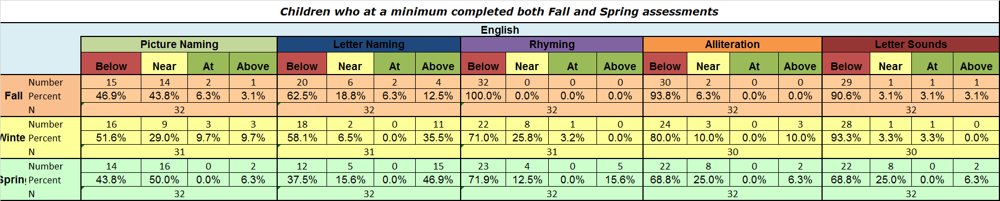 Children who at a minimum completed both Fall and Spring assessments
English
Picture Naming Letter Naming Rhyming Alliteration Letter Sounds
Below Near At Above Below Near At Above Below Near At Above Below Near At Above Below Near At Above
Number 15 14 2 1 20 6 2 4 32 0 0 0 30 2 0 0 29 1 1 1
Fall Percent 46.9% 43.8% 6.3% 3.1% 62.5% 18.8% 6.3% 12.5% 100.0% 0.0% 0.0% 0.0% 93.8% 6.3% 0.0% 0.0% 90.6% 3.1% 3.1% 3.1%
N 32 32 32 32 32
Number 16 9 3 3 18 2 0 11 22 8 1 0 24 3 0 3 28 1 1 0
Winte Percent 51.6% 29.0% 9.7% 9.7% 58.1% 6.5% 0.0% 35.5% 71.0% 25.8% 3.2% 0.0% 80.0% 10.0% 0.0% 10.0% 93.3% 3.3% 3.3% 0.0%
N 31 31 31 30 30
Number 14 16 0 2 12 5 0 15 23 4 0 5 22 8 0 2 22 8 0 2
Spring Percent 43.8% 50.0% 0.0% 6.3% 37.5% 15.6% 0.0% 46.9% 71.9% 12.5% 0.0% 15.6% 68.8% 25.0% 0.0% 6.3% 68.8% 25.0% 0.0% 6.3%
N 32 32 32 32 32